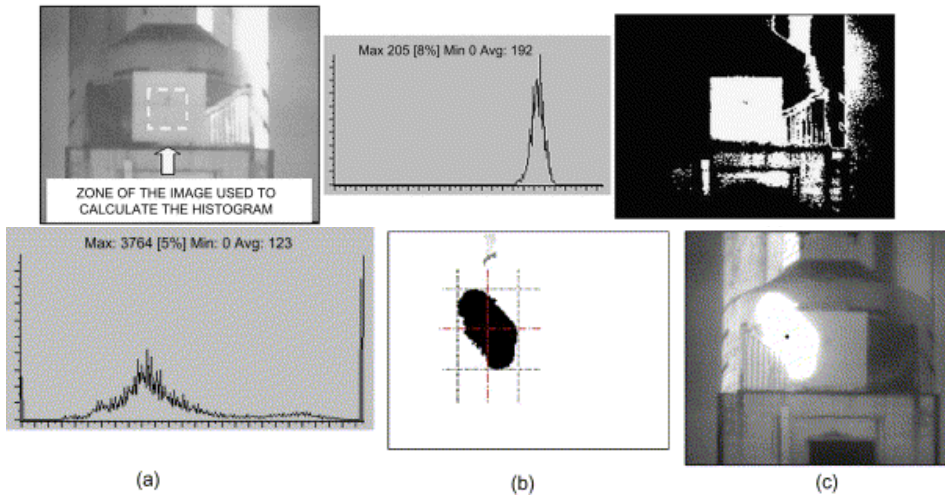 Max 205 [8%] Min 0 Avg: 192
ZONE OF THE IMAGE USED TO
CALCULATE THE HISTOGRAM
Max: 3764 [5%] Min: 0 Avg: 123
(a)
(b)
(c)